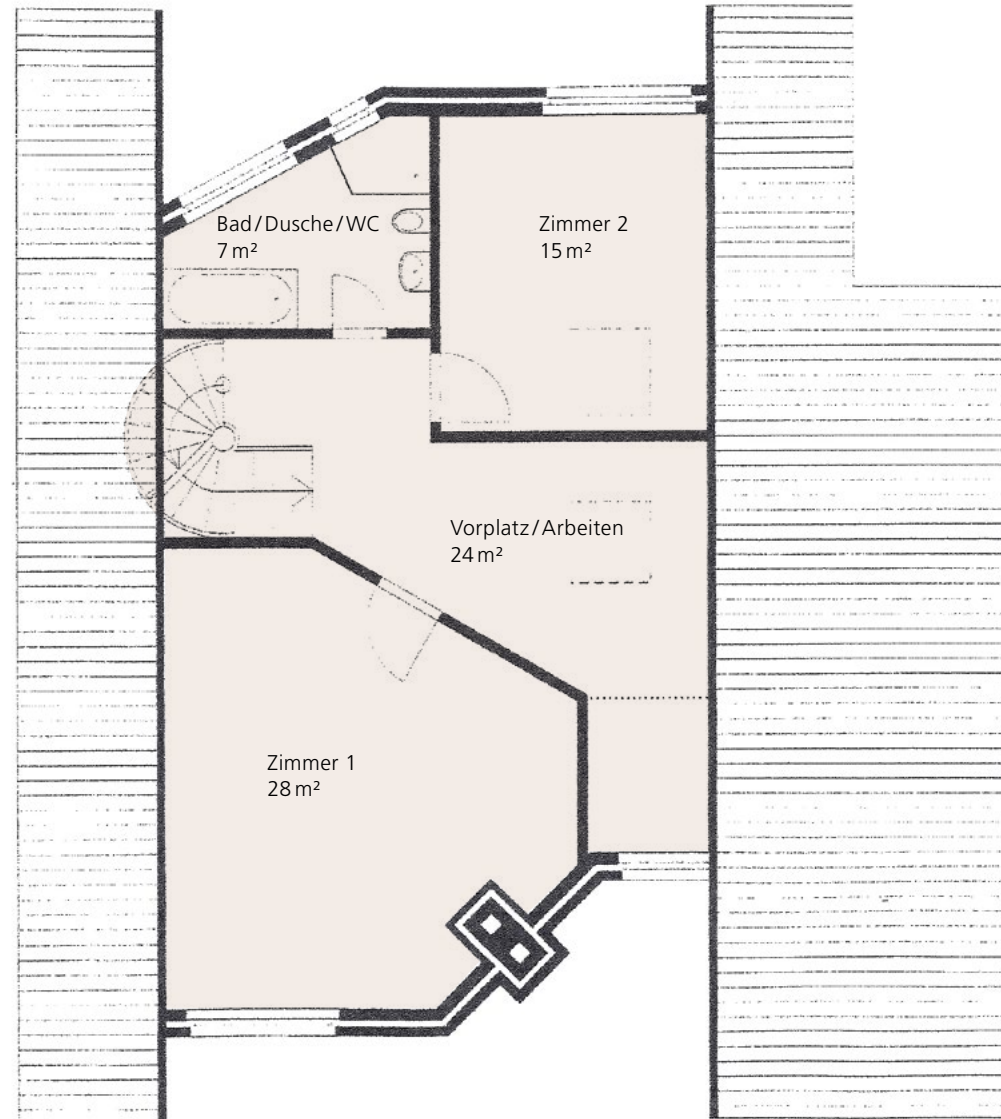 Bad/Dusche/WC
7 m²
Zimmer 2
15 m²
Vorplatz/Arbeiten
24 m²
Zimmer 1
28 m²